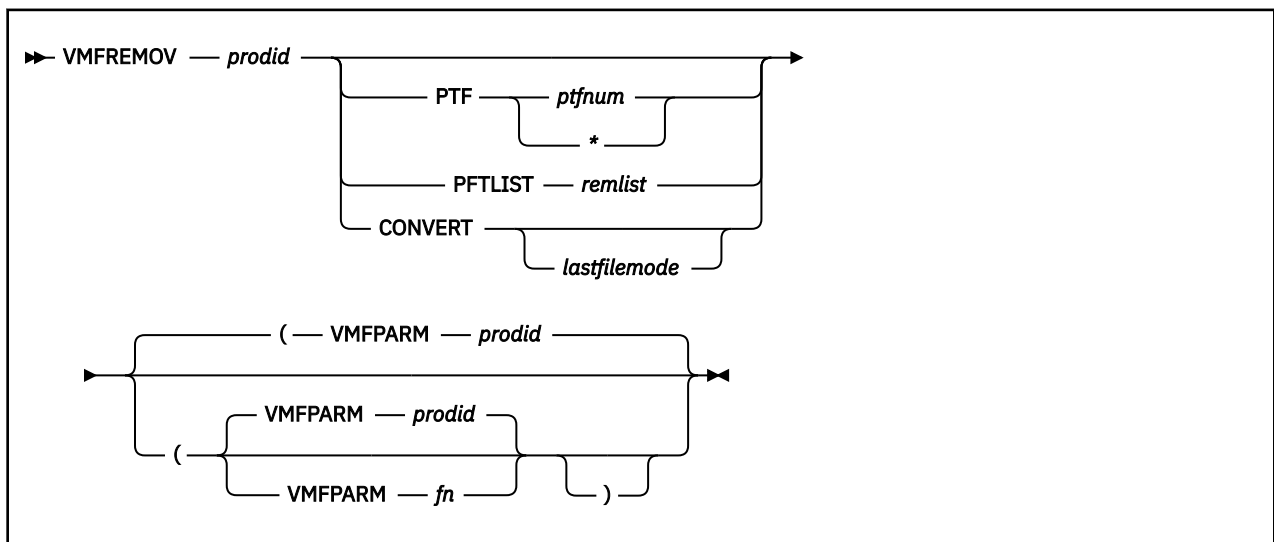 VMFREMOV prodid
PTF ptfnum
*
PFTLIST remlist
CONVERT
lastfilemode
( VMFPARM prodid
VMFPARM prodid
(
VMFPARM fn )